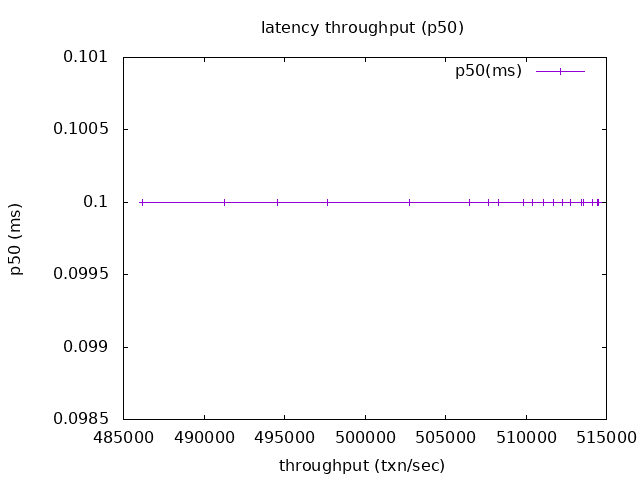 latency throughput (p50)
p50(ms)
0.101
0.1005
0.1
0.0995
0.099
0.0985
p50 (ms)
485000 490000 495000 500000 505000 510000 515000
throughput (txn/sec)